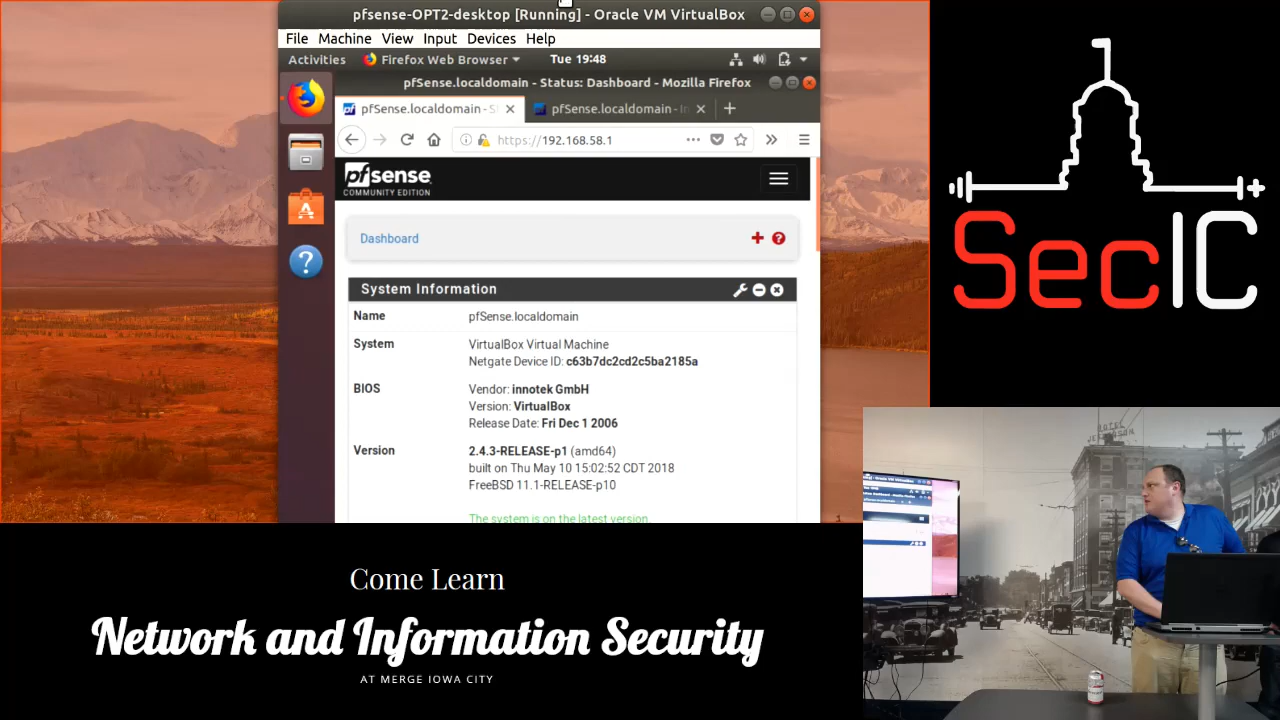 pfsense-OPT2-desktop [Running] - Oracle VM VirtualBox
File Machine View Input Devices Help
Activities Firefox Web Browser Tue 19:48
pfSense.localdomain - Status: Dashboard - Mozilla Firefox
pfSense.localdomain - S
pfSense.localdomain - In
https://192.168.58.1
pfsense
COMMUNITY EDITION
Dashboard
System Information
Name pfSense.localdomain
System VirtualBox Virtual Machine
Netgate Device ID: c63b7dc2cd2c5ba2185a
BIOS Vendor: innotek GmbH
Version: VirtualBox
Release Date: Fri Dec 1 2006
Version 2.4.3-RELEASE-p1 (amd64)
built on Thu May 10 15:02:52 CDT 2018
FreeBSD 11.1-RELEASE-p10
The system is on the latest version.
SecIC
HOTEL
JEFFERSON
Come Learn
Network and Information Security
AT MERGE IOWA CITY